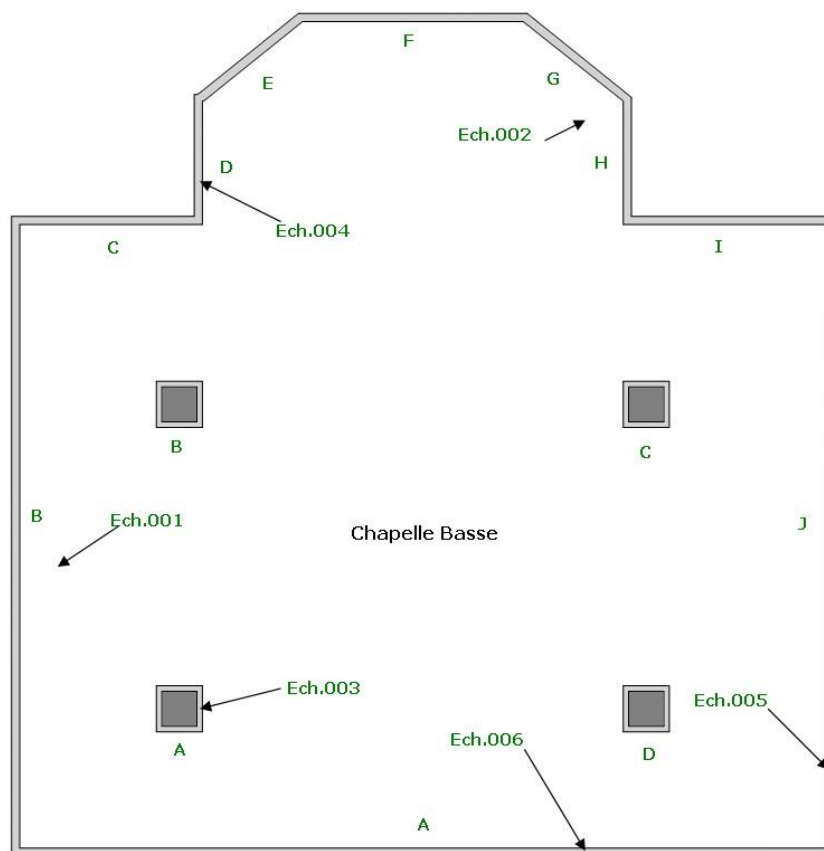 F
E
G
Ech.002
D
H
Ech.004
C
I
B
C
B
Ech.001
J
Chapelle Basse
Ech.003
Ech.005
Ech.006
A
D
A